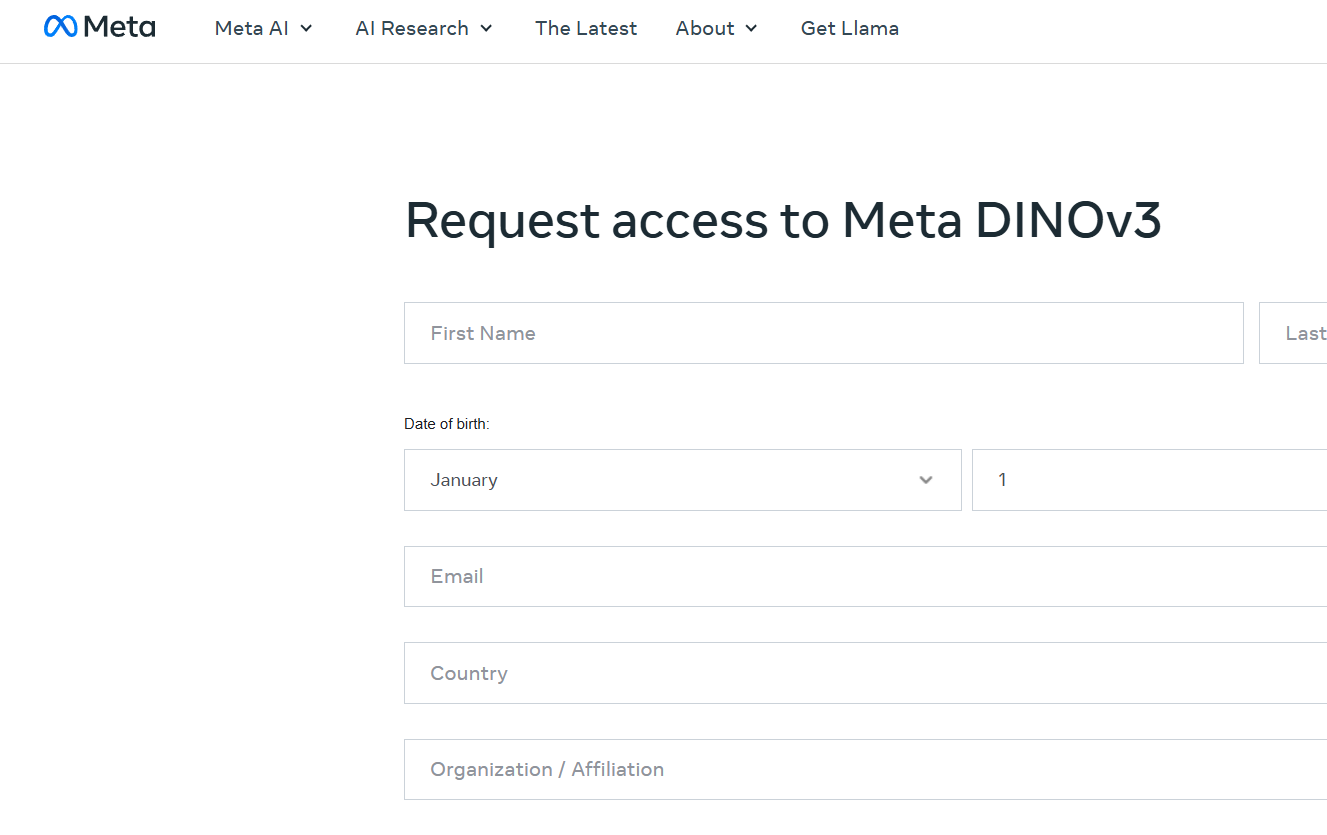 Meta Meta AI AI Research The Latest About Get Llama
Request access to Meta DINOv3
First Name Last
Date of birth:
January 1
Email
Country
Organization / Affiliation